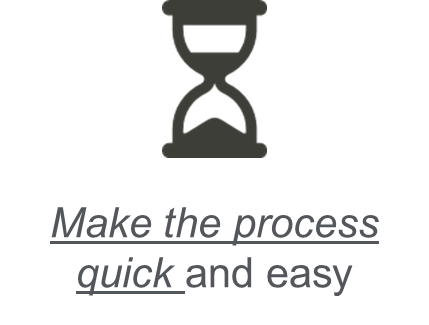 Make the process
quick and easy